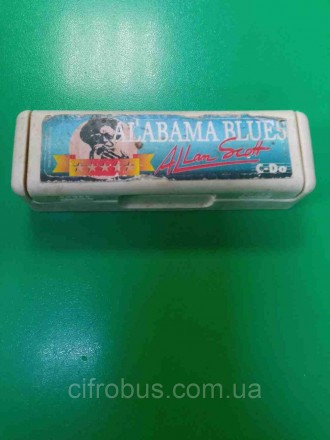 ALABAMA BLUES
Allan Scott
C-Do
cifrobus.com.ua